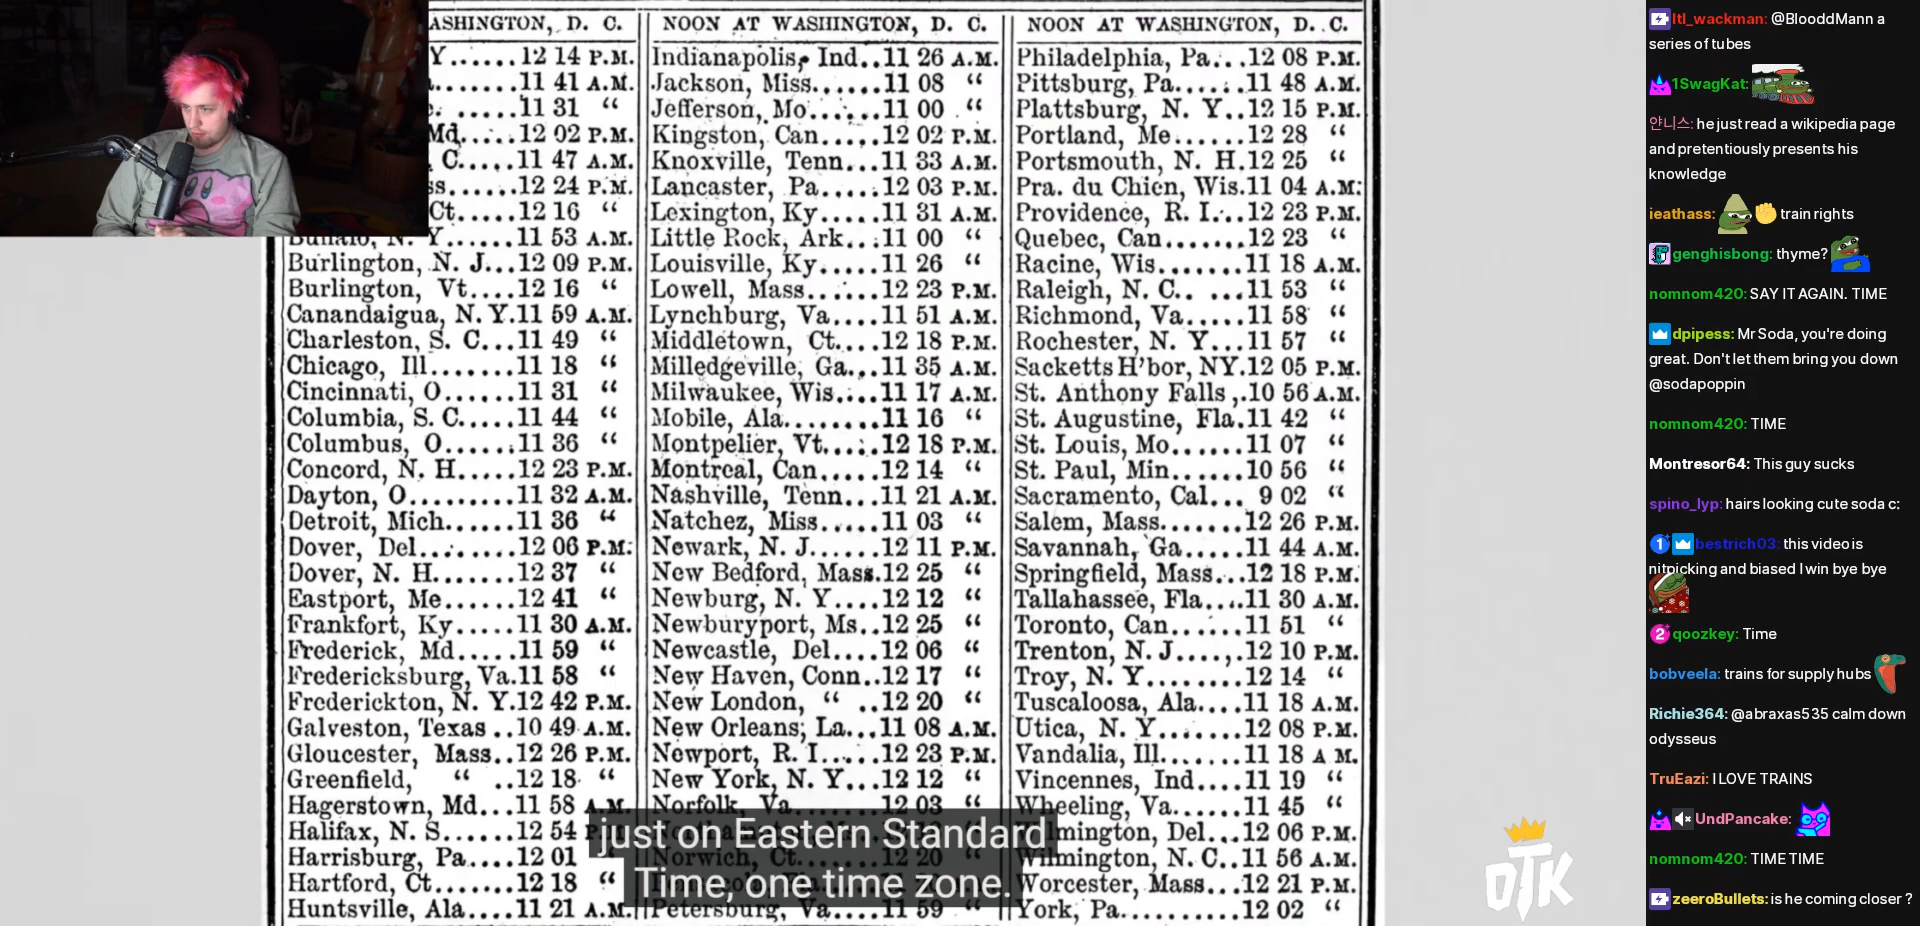 ASHINGTON, D. C.
Y......12 14 P.M.
......11 41 A.M.
......11 31 “
Md....12 02 P.M.
C....11 47 A.M.
ss......12 24 P.M.
Ct.....12 16 “
Buffalo, N. Y......11 53 A.M.
Burlington, N. J...12 09 P.M.
Burlington, Vt....12 16 “
Canandaigua, N.Y.11 59 A.M.
Charleston, S. C...11 49 “
Chicago, Ill.......11 18 “
Cincinnati, O......11 31 “
Columbia, S. C.....11 44 “
Columbus, O.....11 36 “
Concord, N. H.....12 23 P.M.
Dayton, O.........11 32 A.M.
Detroit, Mich......11 36 “
Dover, Del........12 06 P.M.
Dover, N. H.......12 37 “
Eastport, Me......12 41 “
Frankfort, Ky.....11 30 A.M.
Frederick, Md....11 59 “
Fredericksburg, Va.11 58 “
Frederickton, N. Y.12 42 P.M.
Galveston, Texas ..10 49 A.M.
Gloucester, Mass..12 26 P.M.
Greenfield, “ ..12 18 “
Hagerstown, Md...11 58 A.M.
Halifax, N. S......12 54 P.M.
Harrisburg, Pa....12 01 “
Hartford, Ct......12 18 “
Huntsville, Ala....11 21 A.M.
NOON AT WASHINGTON, D. C.
Indianapolis, Ind..11 26 A.M.
Jackson, Miss......11 08 “
Jefferson, Mo.....11 00 “
Kingston, Can....12 02 P.M.
Knoxville, Tenn...11 33 A.M.
Lancaster, Pa.....12 03 P.M.
Lexington, Ky....11 31 A.M.
Little Rock, Ark...11 00 “
Louisville, Ky.....11 26 “
Lowell, Mass......12 23 P.M.
Lynchburg, Va....11 51 A.M.
Middletown, Ct....12 18 P.M.
Milledgeville, Ga...11 35 A.M.
Milwaukee, Wis....11 17 A.M.
Mobile, Ala........11 16 “
Montpelier, Vt.....12 18 P.M.
Montreal, Can.....12 14 “
Nashville, Tenn...11 21 A.M.
Natchez, Miss.....11 03 “
Newark, N. J......12 11 P.M.
New Bedford, Mass.12 25 “
Newburg, N. Y....12 12 “
Newburyport, Ms..12 25 “
Newcastle, Del....12 06 “
New Haven, Conn..12 17 “
New London, “ ..12 20 “
New Orleans, La...11 08 A.M.
Newport, R. I.....12 23 P.M.
New York, N. Y...12 12 “
Norfolk, Va.......12 03 “
Norwich, Ct.......12 20 “
Petersburg, Va....11 59 “
NOON AT WASHINGTON, D. C.
Philadelphia, Pa...12 08 P.M.
Pittsburg, Pa.....11 48 A.M.
Plattsburg, N. Y..12 15 P.M.
Portland, Me......12 28 “
Portsmouth, N. H.12 25 “
Pra. du Chien, Wis.11 04 A.M.
Providence, R. I...12 23 P.M.
Quebec, Can.......12 23 “
Racine, Wis.......11 18 A.M.
Raleigh, N. C.. ...11 53 “
Richmond, Va.....11 58 “
Rochester, N. Y...11 57 “
Sacketts H'bor, NY.12 05 P.M.
St. Anthony Falls,.10 56 A.M.
St. Augustine, Fla.11 42 “
St. Louis, Mo.....11 07 “
St. Paul, Min.....10 56 “
Sacramento, Cal... 9 02 “
Salem, Mass.......12 26 P.M.
Savannah, Ga.....11 44 A.M.
Springfield, Mass...12 18 P.M.
Tallahassee, Fla....11 30 A.M.
Toronto, Can......11 51 “
Trenton, N. J......12 10 P.M.
Troy, N. Y........12 14 “
Tuscaloosa, Ala....11 18 A.M.
Utica, N. Y.......12 08 P.M.
Vandalia, Ill......11 18 A M.
Vincennes, Ind....11 19 “
Wheeling, Va.....11 45 “
Wilmington, Del..12 06 P.M.
Wilmington, N. C..11 56 A.M.
Worcester, Mass...12 21 P.M.
York, Pa..........12 02 “
just on Eastern Standard
Time, one time zone.
OTK
ltl_wackman: @BlooddMann a
series of tubes
1SwagKat:
얀니스: he just read a wikipedia page
and pretentiously presents his
knowledge
ieathass: train rights
genghisbong: thyme?
nomnom420: SAY IT AGAIN. TIME
dpipess: Mr Soda, you're doing
great. Don't let them bring you down
@sodapoppin
nomnom420: TIME
Montresor64: This guy sucks
spino_lyp: hairs looking cute soda c:
bestrich03: this video is
nitpicking and biased I win bye bye
qoozkey: Time
bobveela: trains for supply hubs
Richie364: @abraxas535 calm down
odysseus
TruEazi: I LOVE TRAINS
UndPancake:
nomnom420: TIME TIME
zeeroBullets: is he coming closer ?